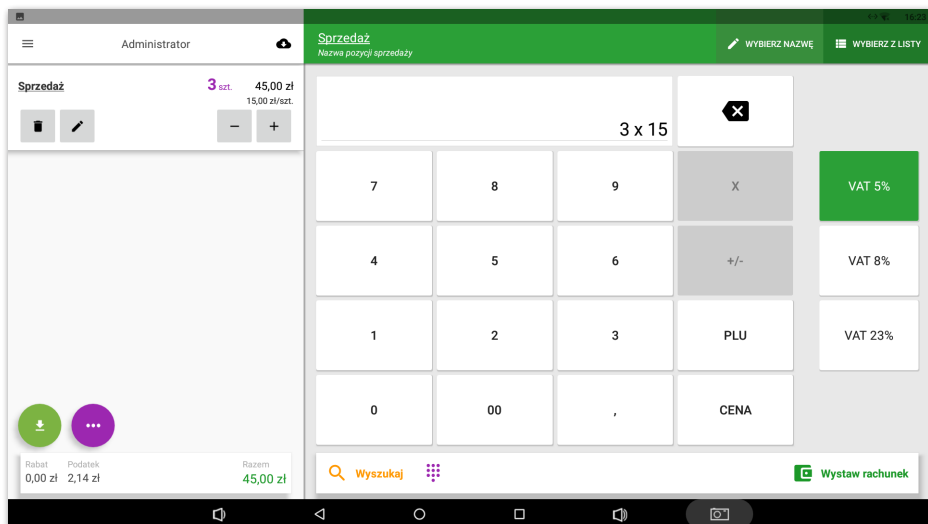 16:23
Administrator
Sprzedaż
Nazwa pozycji sprzedaży
WYBIERZ NAZWĘ
WYBIERZ Z LISTY
Sprzedaż 3 szt. 45,00 zł
15,00 zł/szt.
− +
3 x 15
7 8 9 X VAT 5%
4 5 6 +/- VAT 8%
1 2 3 PLU VAT 23%
0 00 , CENA
Rabat Podatek Razem
0,00 zł 2,14 zł 45,00 zł
Wyszukaj
Wystaw rachunek